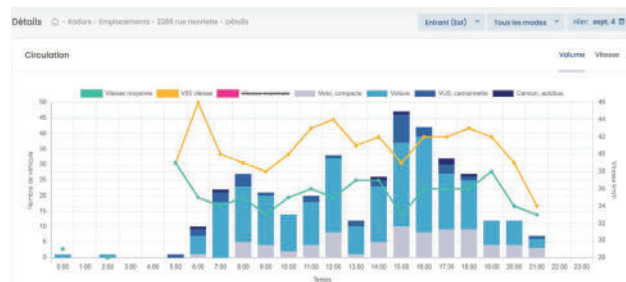 Détails
Radars - Emplacements - 2285 rue Henriette - Détails
Entrant (Est)
Tous les modes
Hier: sept. 4
Circulation
Volume
Vitesse
Vitesse moyenne
V85 vitesse
Vitesse maximale
Moto, compacte
Voiture
VUS, camionnette
Camion, autobus
Nombre de véhicule
50
45
40
35
30
25
20
15
10
5
0
0:00 1:00 2:00 3:00 4:00 5:00 6:00 7:00 8:00 9:00 10:00 11:00 12:00 13:00 14:00 15:00 16:00 17:00 18:00 19:00 20:00 21:00 22:00 23:00
Temps
46
44
42
40
38
36
34
32
30
28
Vitesse km/h